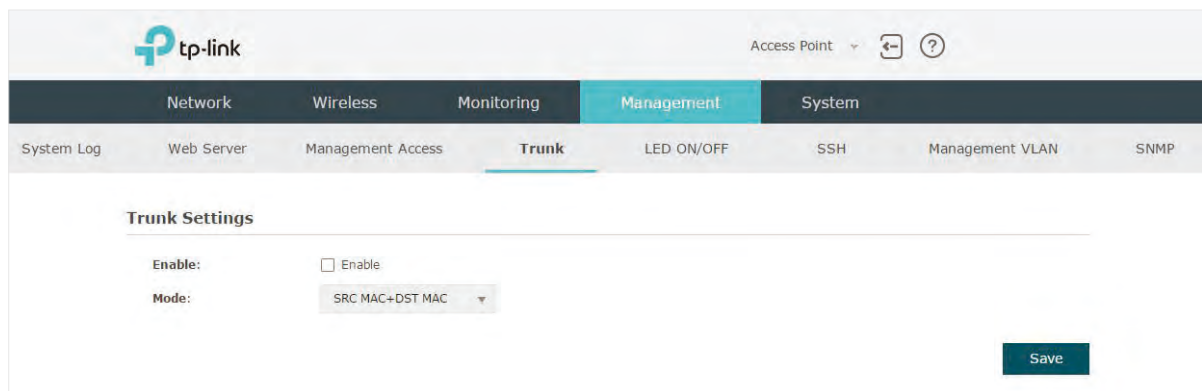 tp-link
Access Point
Network Wireless Monitoring Management System
System Log Web Server Management Access Trunk LED ON/OFF SSH Management VLAN SNMP
Trunk Settings
Enable: Enable
Mode: SRC MAC+DST MAC
Save